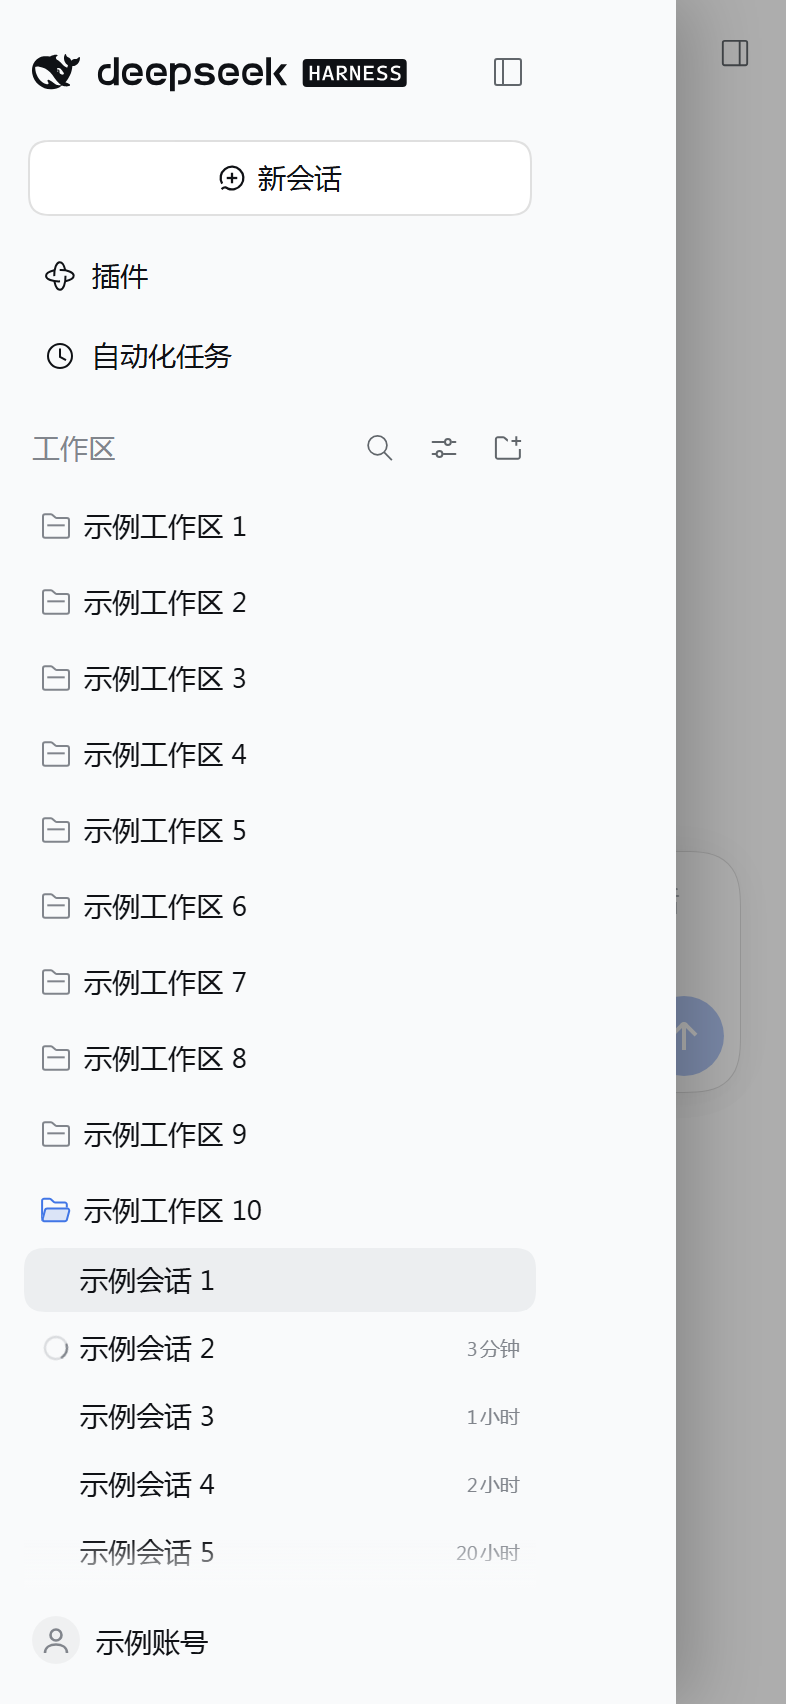 deepseek HARNESS
新会话
插件
自动化任务
工作区
示例工作区 1
示例工作区 2
示例工作区 3
示例工作区 4
示例工作区 5
示例工作区 6
示例工作区 7
示例工作区 8
示例工作区 9
示例工作区 10
示例会话 1
示例会话 2 3分钟
示例会话 3 1小时
示例会话 4 2小时
示例会话 5 20小时
示例账号